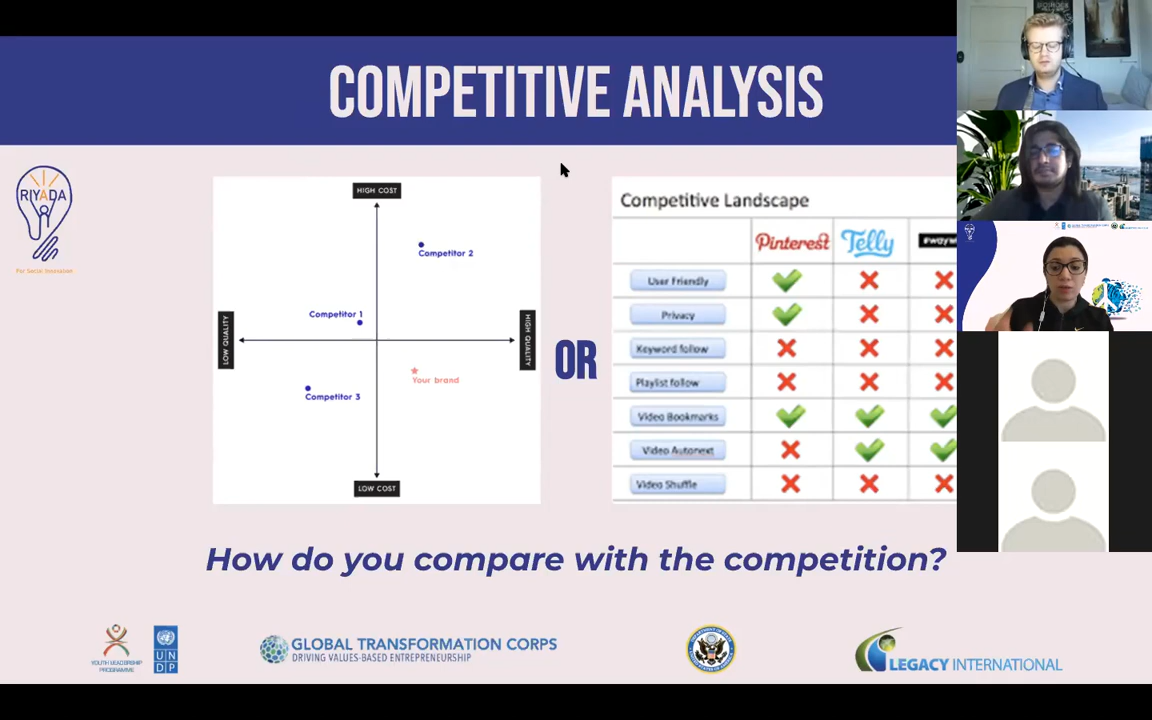 COMPETITIVE ANALYSIS
RIYADA
For Social Innovation
HIGH COST
Competitor 2
Competitor 1
LOW QUALITY
HIGH QUALITY
Your brand
Competitor 3
LOW COST
OR
Competitive Landscape
Pinterest Telly
User Friendly
Privacy
Keyword follow
Playlist follow
Video Bookmarks
Video Autonext
Video Shuffle
How do you compare with the competition?
YOUTH LEADERSHIP
PROGRAMME
UN
DP
GLOBAL TRANSFORMATION CORPS
DRIVING VALUES-BASED ENTREPRENEURSHIP
LEGACY INTERNATIONAL